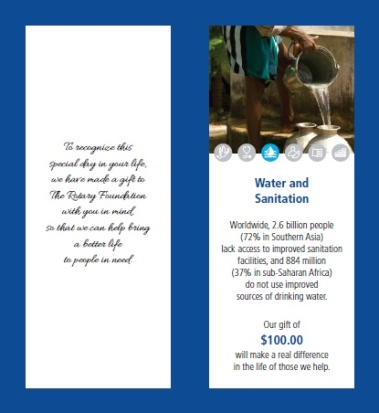 To recognize this
special day in your life,
we have made a gift to
The Rotary Foundation
with you in mind
so that we can help bring
a better life
to people in need.
Water and
Sanitation
Worldwide, 2.6 billion people
(72% in Southern Asia)
lack access to improved sanitation
facilities, and 884 million
(37% in sub-Saharan Africa)
do not use improved
sources of drinking water.
Our gift of
$100.00
will make a real difference
in the life of those we help.